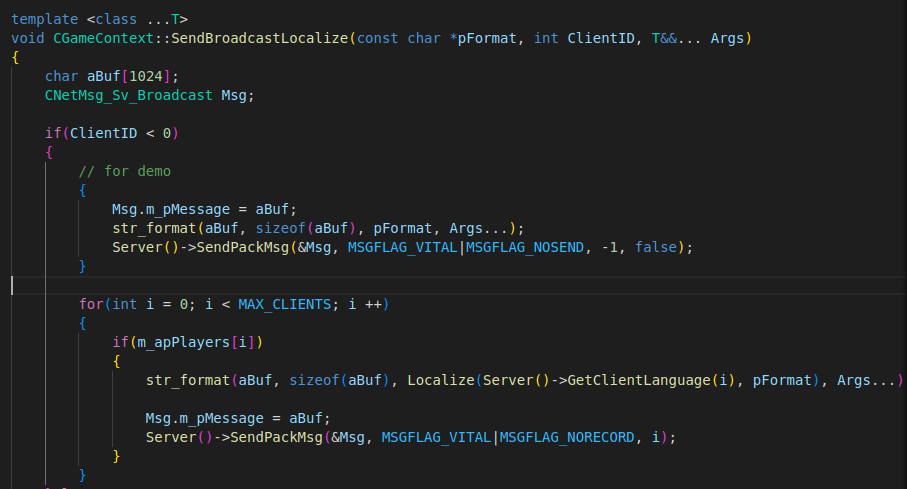 template <class ...T>
void CGameContext::SendBroadcastLocalize(const char *pFormat, int ClientID, T&&... Args)
{
char aBuf[1024];
CNetMsg_Sv_Broadcast Msg;
if(ClientID < 0)
{
// for demo
{
Msg.m_pMessage = aBuf;
str_format(aBuf, sizeof(aBuf), pFormat, Args...);
Server()->SendPackMsg(&Msg, MSGFLAG_VITAL|MSGFLAG_NOSEND, -1, false);
}
for(int i = 0; i < MAX_CLIENTS; i ++)
{
if(m_apPlayers[i])
{
str_format(aBuf, sizeof(aBuf), Localize(Server()->GetClientLanguage(i), pFormat), Args...)
Msg.m_pMessage = aBuf;
Server()->SendPackMsg(&Msg, MSGFLAG_VITAL|MSGFLAG_NORECORD, i);
}
}